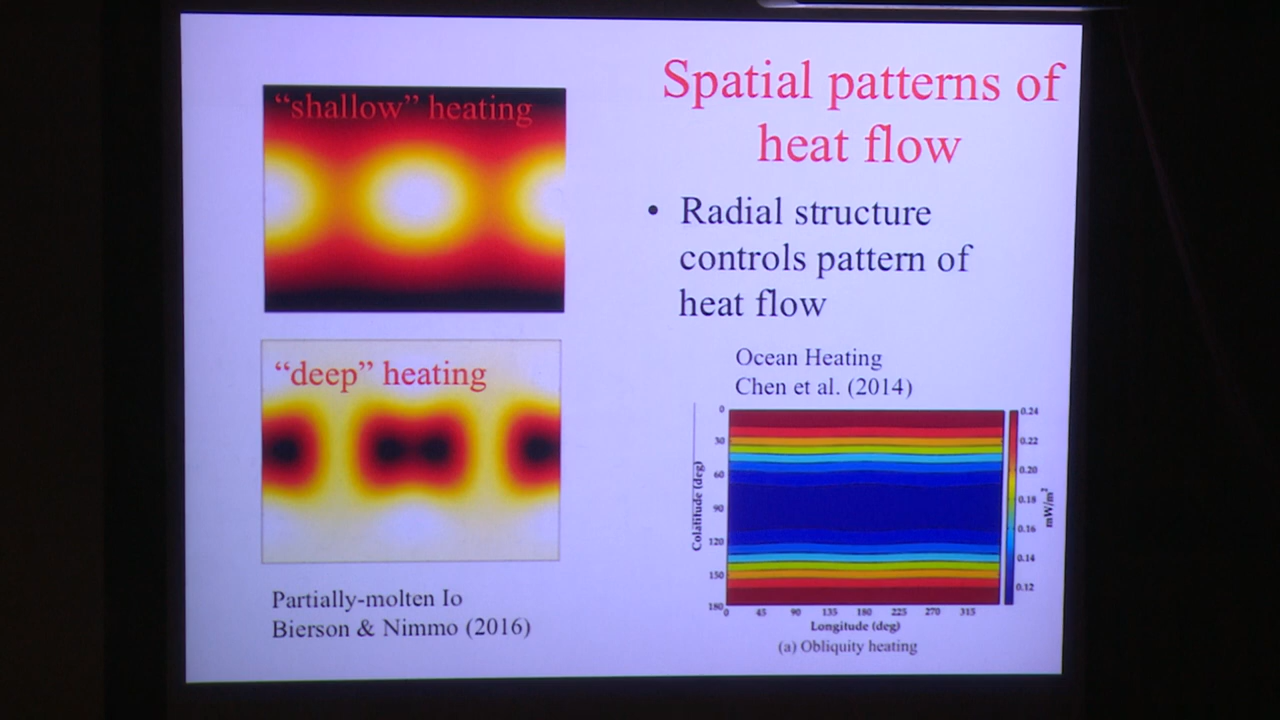 Spatial patterns of
heat flow
• Radial structure
controls pattern of
heat flow
"shallow" heating
"deep" heating
Partially-molten Io
Bierson & Nimmo (2016)
Ocean Heating
Chen et al. (2014)
Colatitude (deg)
0
30
60
90
120
150
180
0 45 90 135 180 225 270 315
Longitude (deg)
0.24
0.22
0.20
0.18
0.16
0.14
0.12
mW/m²
(a) Obliquity heating